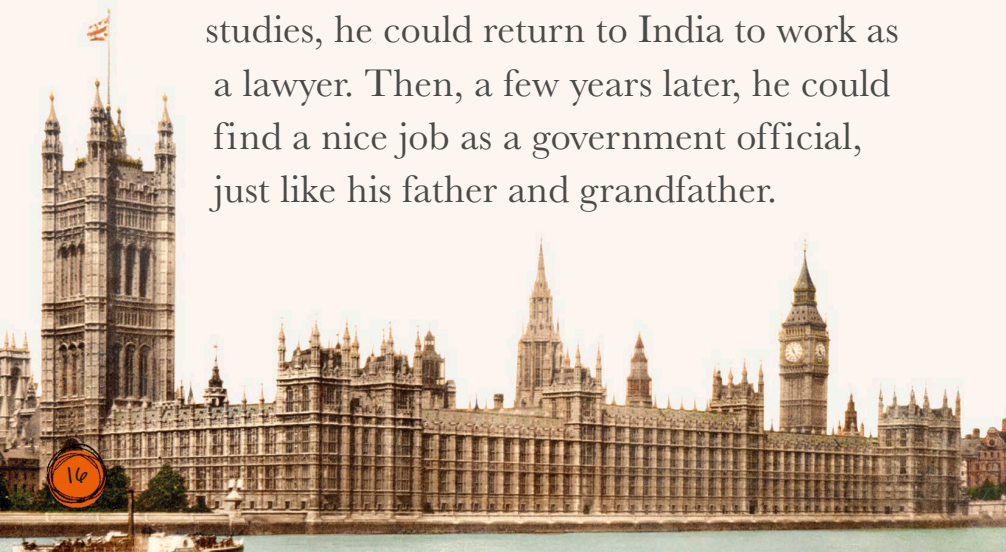 studies, he could return to India to work as
a lawyer. Then, a few years later, he could
find a nice job as a government official,
just like his father and grandfather.
16